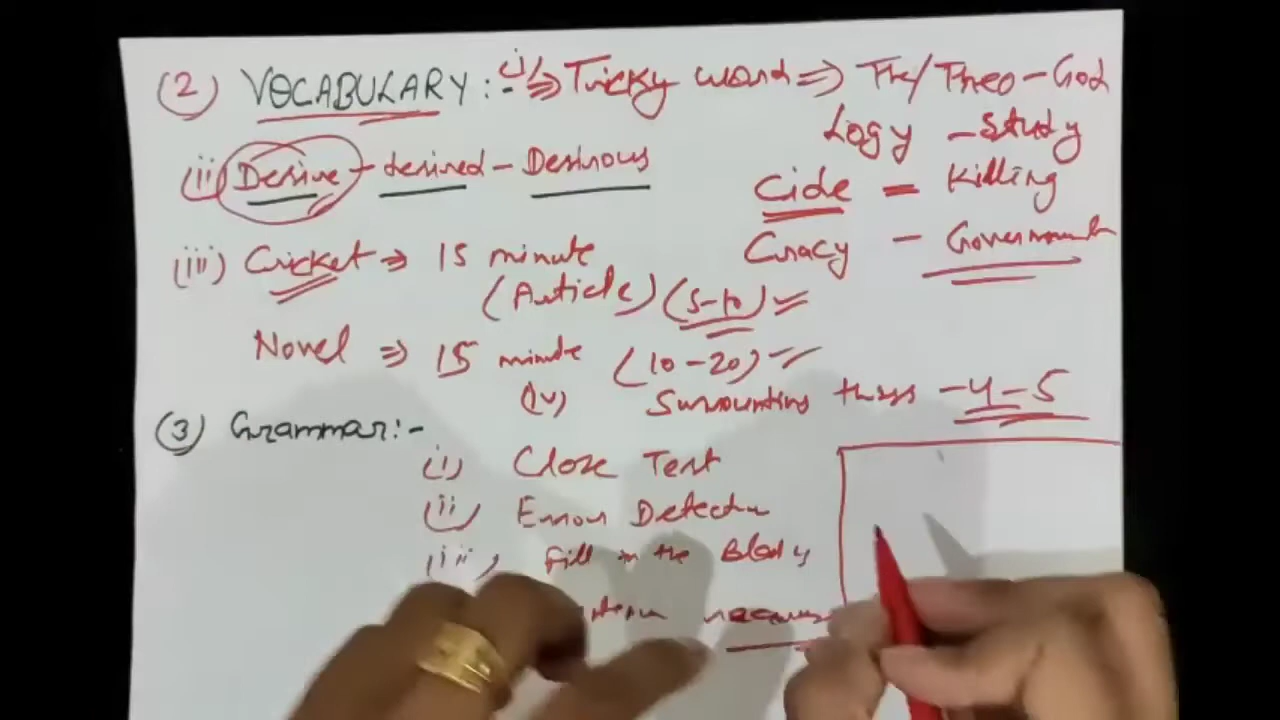 (2) VOCABULARY :- (i) ⇒ Tricky word ⇒ The/Theo - God
Logy - Study
(ii) Desire - desired - Desirous
Cide = Killing
Cracy - Government
(iii) Cricket ⇒ 15 minute
(Article) (5-10)
Novel ⇒ 15 minute (10-20)
(iv) Surrounding things - 4-5
(3) Grammar :-
(i) Close Test
(ii) Error Detection
(iii) Fill in the